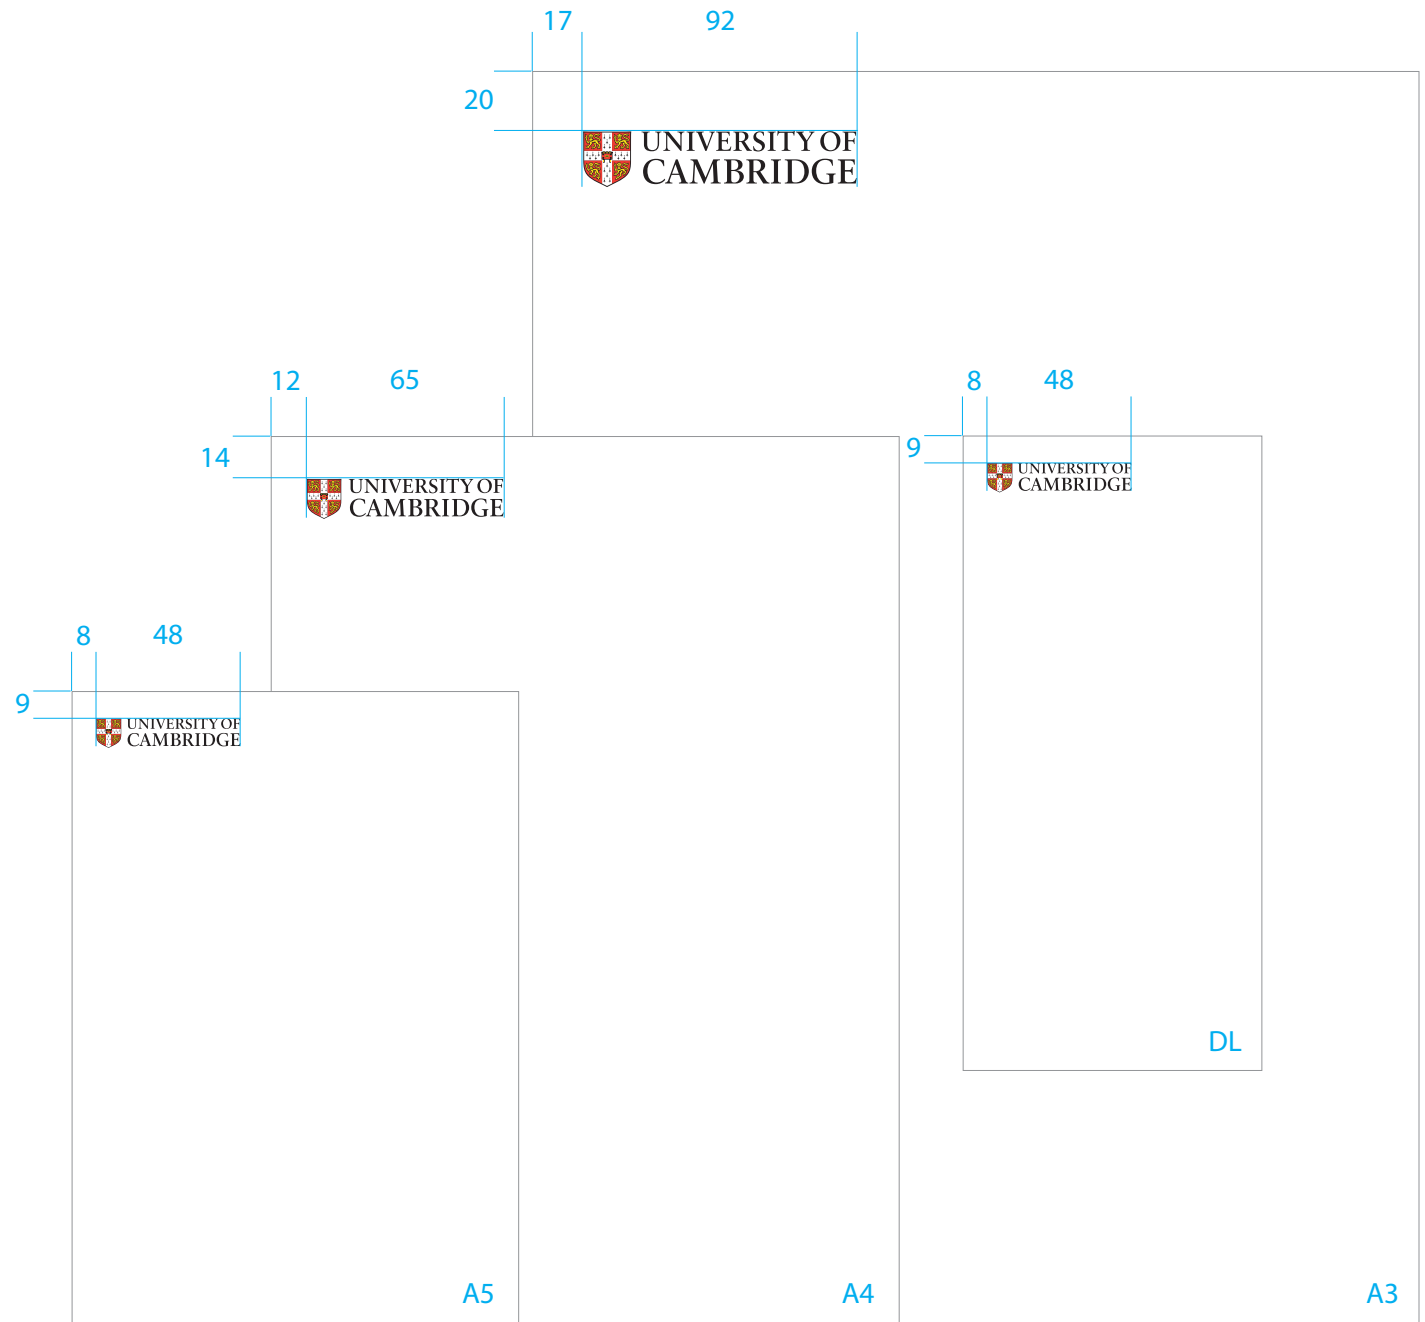 17 92
20
UNIVERSITY OF
CAMBRIDGE
12 65
14
UNIVERSITY OF
CAMBRIDGE
8 48
9
UNIVERSITY OF
CAMBRIDGE
8 48
9
UNIVERSITY OF
CAMBRIDGE
DL
A5
A4
A3